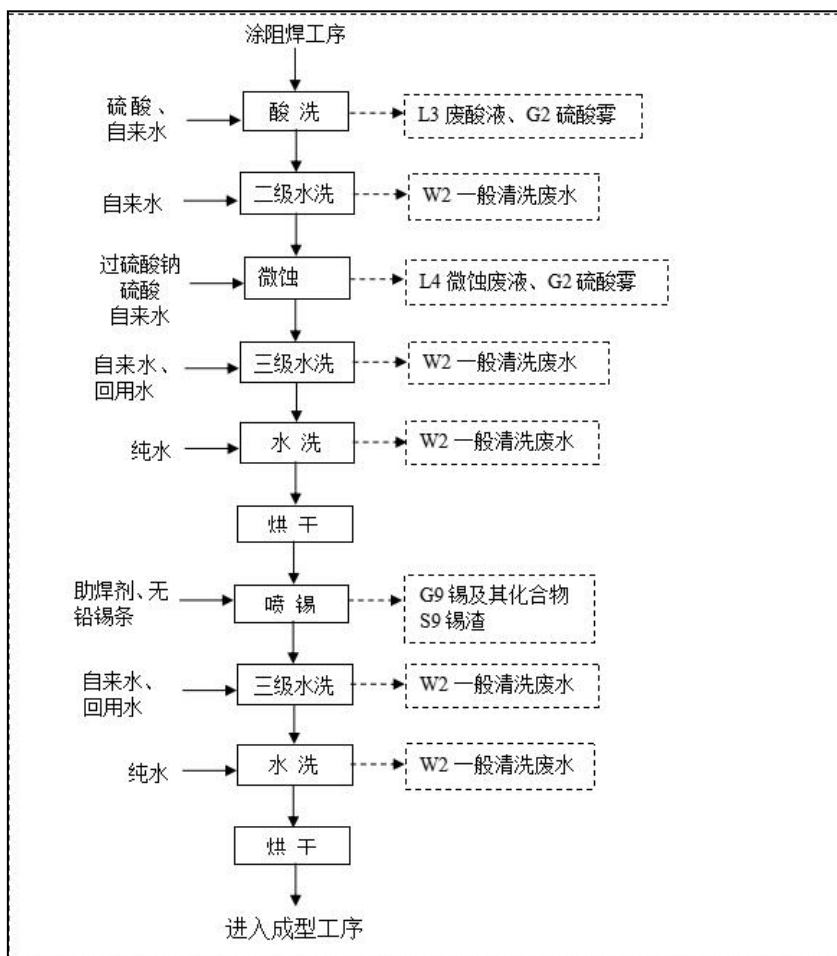 涂阻焊工序
硫酸、
自来水
酸 洗
L3 废酸液、G2 硫酸雾
自来水
二级水洗
W2 一般清洗废水
过硫酸钠
硫酸
自来水
微蚀
L4 微蚀废液、G2 硫酸雾
自来水、
回用水
三级水洗
W2 一般清洗废水
纯水
水 洗
W2 一般清洗废水
烘 干
助焊剂、无
铅锡条
喷 锡
G9 锡及其化合物
S9 锡渣
自来水、
回用水
三级水洗
W2 一般清洗废水
纯水
水 洗
W2 一般清洗废水
烘 干
进入成型工序